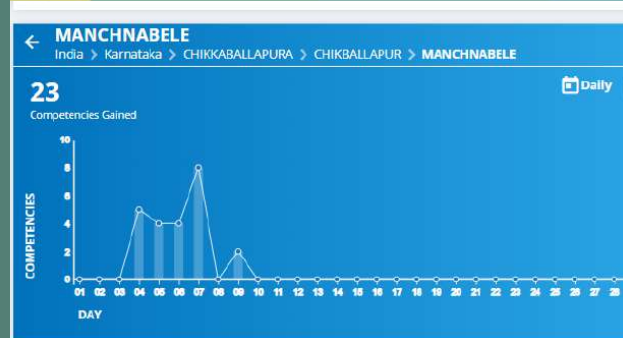 MANCHNABELE
India > Karnataka > CHIKKABALLAPURA > CHIKBALLAPUR > MANCHNABELE
23
Daily
Competencies Gained
10
8
6
4
2
0
COMPETENCIES
01 02 03 04 05 06 07 08 09 10 11 12 13 14 15 16 17 18 19 20 21 22 23 24 25 26 27 28
DAY